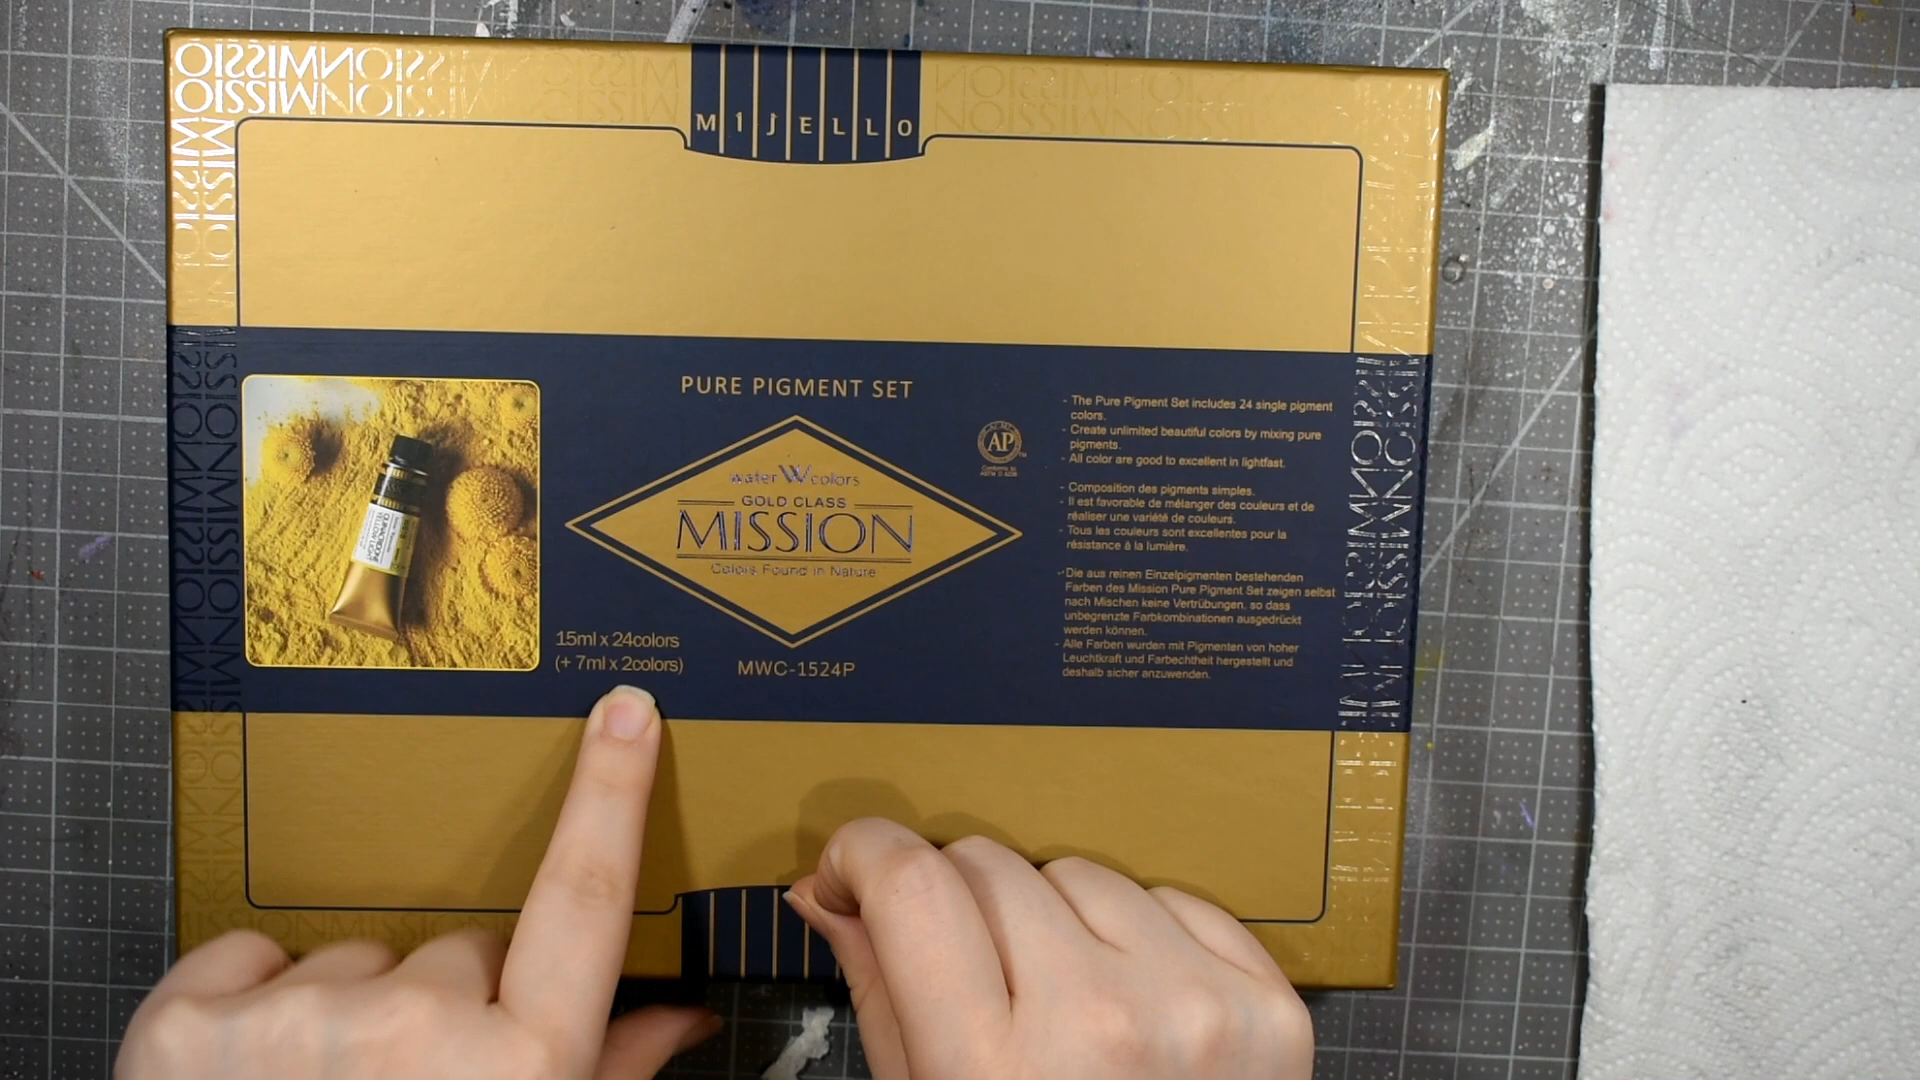 MIJELLO
PURE PIGMENT SET
water W colors
GOLD CLASS
MISSION
Colors Found in Nature
15ml x 24colors
(+ 7ml x 2colors)
MWC-1524P
AP
Conforms to
ASTM D 4236
- The Pure Pigment Set includes 24 single pigment
colors.
- Create unlimited beautiful colors by mixing pure
pigments.
- All color are good to excellent in lightfast.
- Composition des pigments simples.
- Il est favorable de mélanger des couleurs et de
réaliser une variété de couleurs.
- Tous les couleurs sont excellentes pour la
résistance à la lumière.
- Die aus reinen Einzelpigmenten bestehenden
Farben des Mission Pure Pigment Set zeigen selbst
nach Mischen keine Vertrübungen, so dass
unbegrenzte Farbkombinationen ausgedrückt
werden können.
- Alle Farben wurden mit Pigmenten von hoher
Leuchtkraft und Farbechtheit hergestellt und
deshalb sicher anzuwenden.